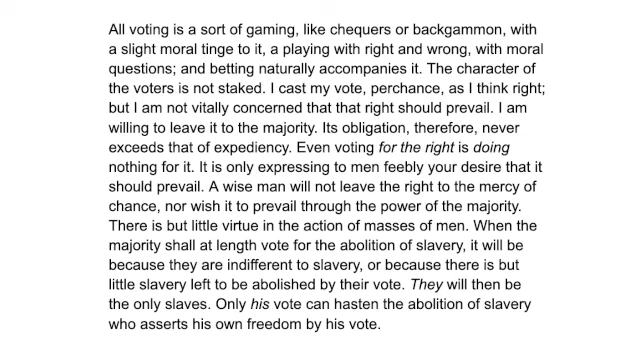 All voting is a sort of gaming, like chequers or backgammon, with
a slight moral tinge to it, a playing with right and wrong, with moral
questions; and betting naturally accompanies it. The character of
the voters is not staked. I cast my vote, perchance, as I think right;
but I am not vitally concerned that that right should prevail. I am
willing to leave it to the majority. Its obligation, therefore, never
exceeds that of expediency. Even voting for the right is doing
nothing for it. It is only expressing to men feebly your desire that it
should prevail. A wise man will not leave the right to the mercy of
chance, nor wish it to prevail through the power of the majority.
There is but little virtue in the action of masses of men. When the
majority shall at length vote for the abolition of slavery, it will be
because they are indifferent to slavery, or because there is but
little slavery left to be abolished by their vote. They will then be
the only slaves. Only his vote can hasten the abolition of slavery
who asserts his own freedom by his vote.